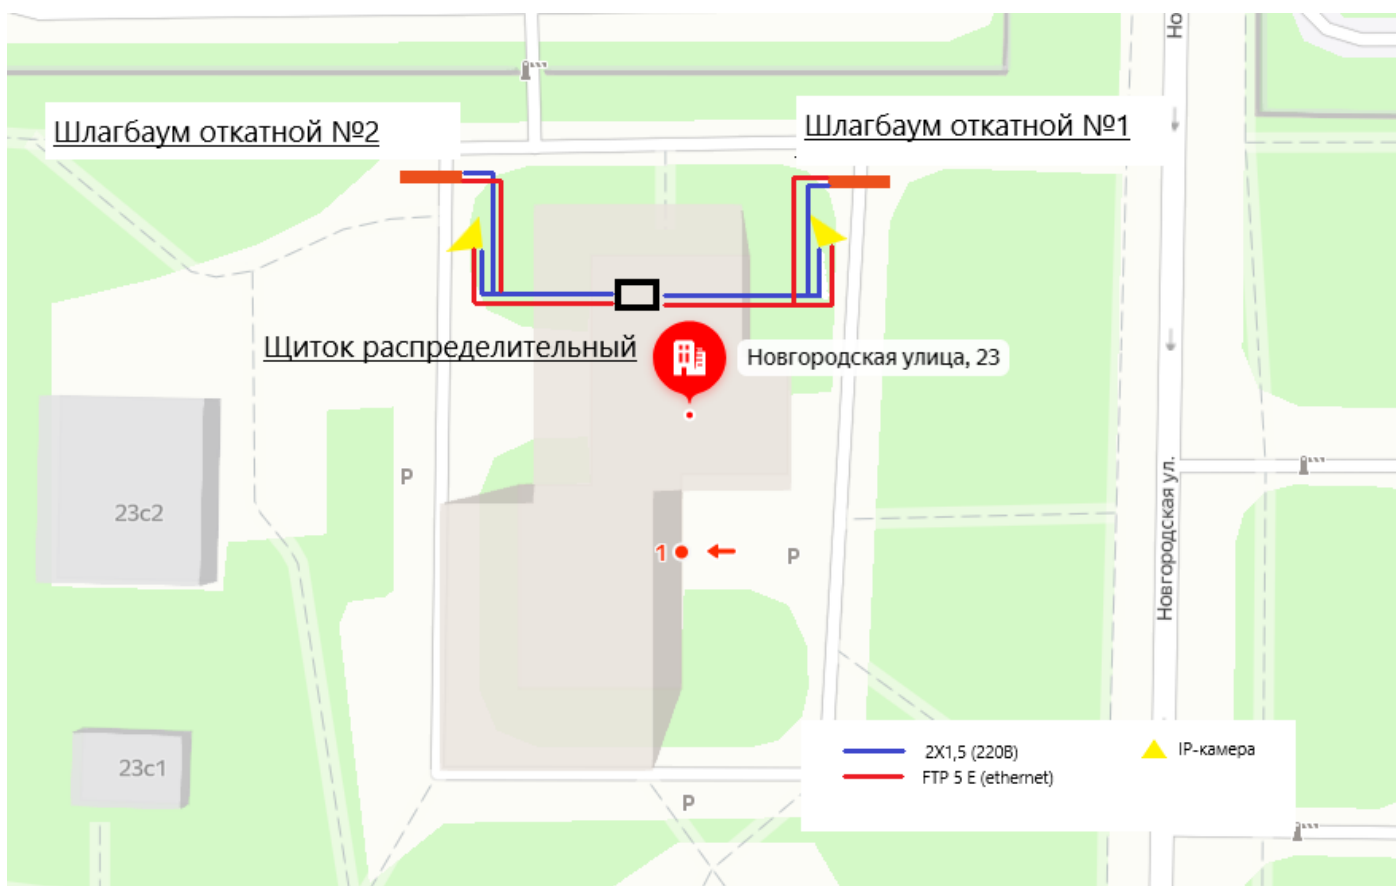 Но
Шлагбаум откатной №2
Шлагбаум откатной №1
Щиток распределительный
Новгородская улица, 23
P
23с2
1
P
Новгородская ул.
23с1
P
2X1,5 (220В)
FTP 5 E (ethernet)
IP-камера